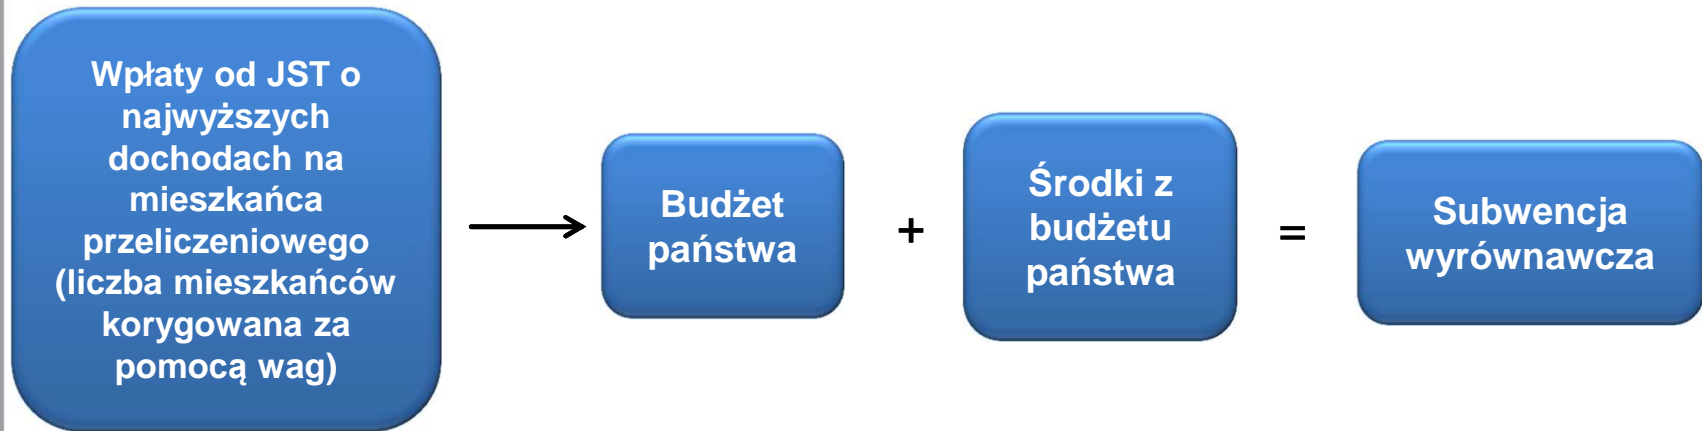 Wpłaty od JST o
najwyższych
dochodach na
mieszkańca
przeliczeniowego
(liczba mieszkańców
korygowana za
pomocą wag)
Budżet
państwa
+
Środki z
budżetu
państwa
=
Subwencja
wyrównawcza